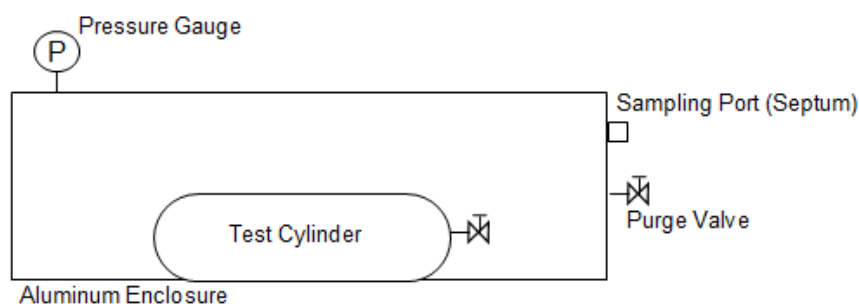 Pressure Gauge
P
Sampling Port (Septum)
Purge Valve
Test Cylinder
Aluminum Enclosure